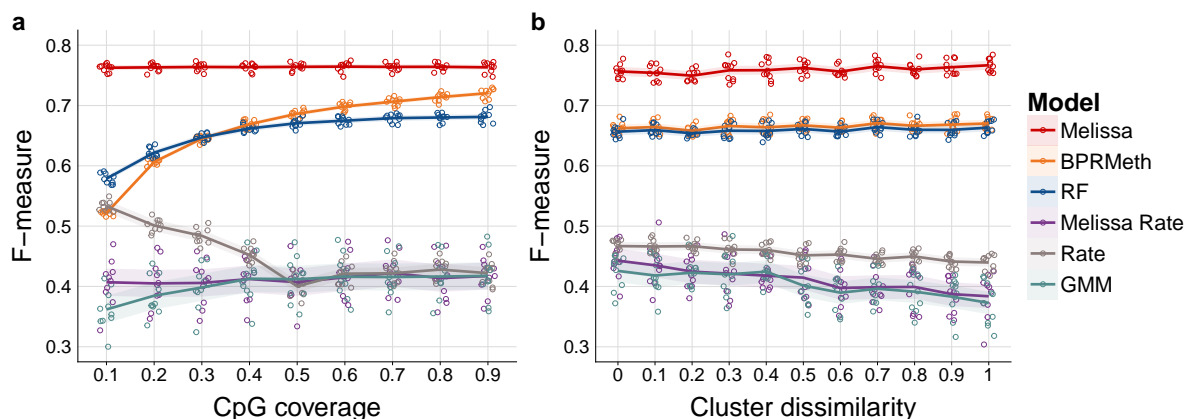 a
F−measure
0.8
0.7
0.6
0.5
0.4
0.3
0.1 0.2 0.3 0.4 0.5 0.6 0.7 0.8 0.9
CpG coverage
b
F−measure
0.8
0.7
0.6
0.5
0.4
0.3
0 0.1 0.2 0.3 0.4 0.5 0.6 0.7 0.8 0.9 1
Cluster dissimilarity
Model
Melissa
BPRMeth
RF
Melissa Rate
Rate
GMM